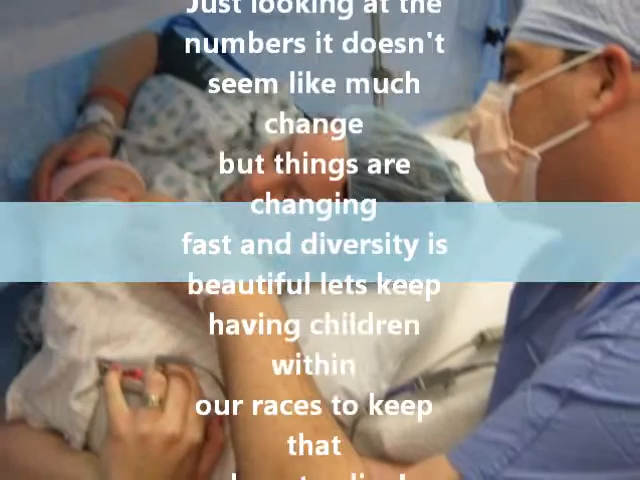 Just looking at the
numbers it doesn't
seem like much
change
but things are
changing
fast and diversity is
beautiful lets keep
having children
within
our races to keep
that